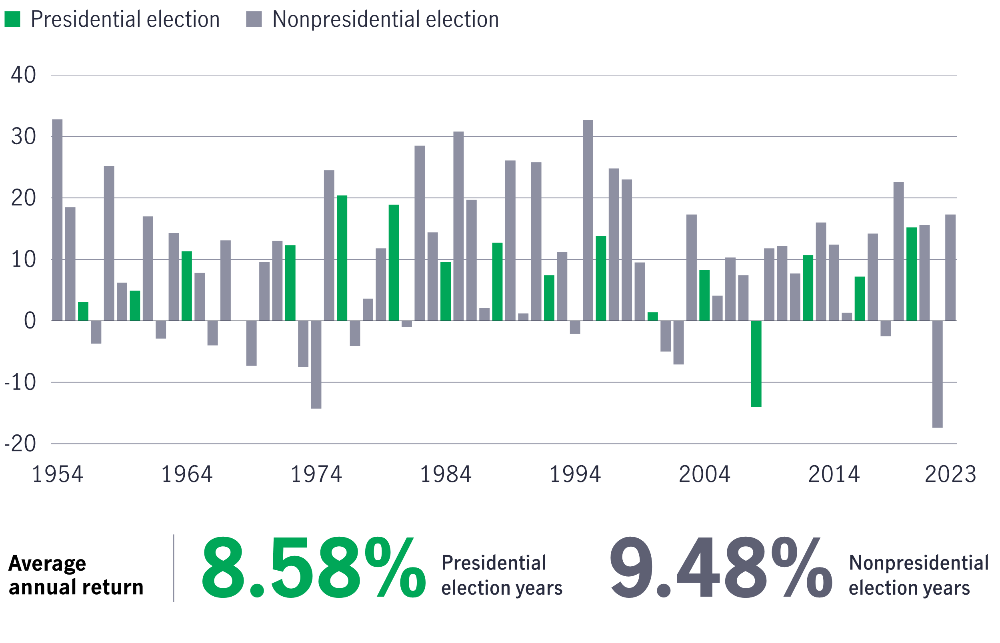 Presidential election Nonpresidential election
40
30
20
10
0
-10
-20
1954 1964 1974 1984 1994 2004 2014 2023
Average
annual return
8.58%
Presidential
election years
9.48%
Nonpresidential
election years